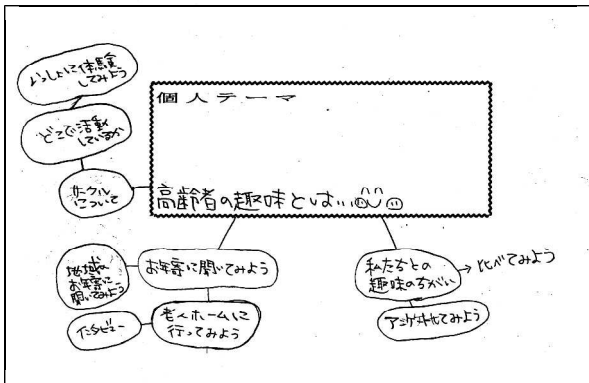 いっしょに体験
してみよう
個人テーマ
どこで活動
しているか
サークル
について
高齢者の趣味とは…
地域の
お年寄に
聞いてみよう
お年寄に聞いてみよう
私たちとの
趣味のちがい
→比べてみよう
インタビュー
老人ホームに
行ってみよう
アンケートしてみよう